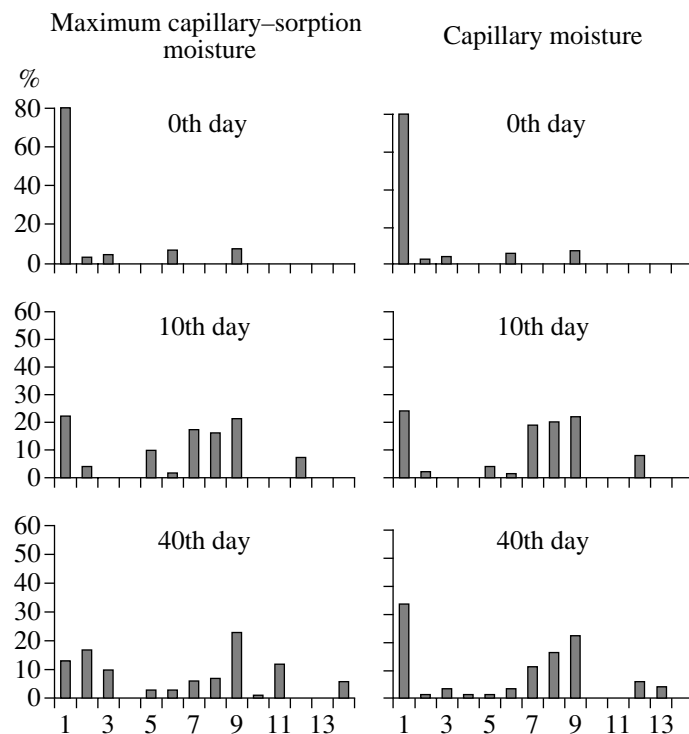 Maximum capillary–sorption
moisture
Capillary moisture
%
80
60
40
20
0
0th day
0th day
60
50
40
30
20
10
0
10th day
10th day
60
50
40
30
20
10
0
40th day
40th day
1 3 5 7 9 11 13
1 3 5 7 9 11 13